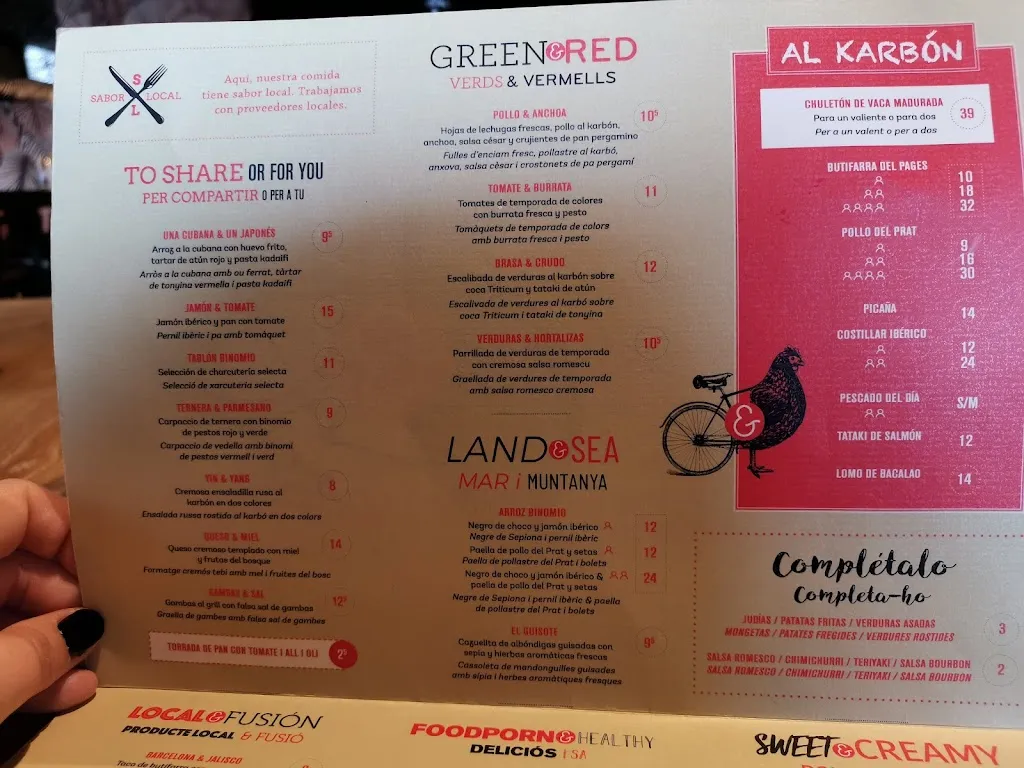 S
SABOR LOCAL
L
Aquí, nuestra comida
tiene sabor local. Trabajamos
con proveedores locales.
TO SHARE OR FOR YOU
PER COMPARTIR O PER A TU
UNA CUBANA & UN JAPONÉS 9⁵
Arroz a la cubana con huevo frito,
tartar de atún rojo y pasta kadaifi
Arròs a la cubana amb ou ferrat, tàrtar
de tonyina vermella i pasta kadaifi
JAMÓN & TOMATE 15
Jamón ibérico y pan con tomate
Pernil ibèric i pa amb tomàquet
TABLÓN BINOMIO 11
Selección de charcutería selecta
Selecció de xarcuteria selecta
TERNERA & PARMESANO 9
Carpaccio de ternera con binomio
de pestos rojo y verde
Carpaccio de vedella amb binomi
de pestos vermell i verd
YIN & YANG 8
Cremosa ensaladilla rusa al
karbón en dos colores
Ensalada russa rostida al karbó en dos colors
QUESO & MIEL 14
Queso cremoso templado con miel
y frutos del bosque
Formatge cremós tebi amb mel i fruites del bosc
GAMBAS & SAL 12⁵
Gambas al grill con falsa sal de gambas
Graella de gambes amb falsa sal de gambes
TORRADA DE PAN CON TOMATE I ALL I OLI 2⁵
GREEN&RED
VERDS & VERMELLS
POLLO & ANCHOA 10⁵
Hojas de lechugas frescas, pollo al karbón,
anchoa, salsa césar y crujientes de pan pergamino
Fulles d'enciam fresc, pollastre al karbó,
anxova, salsa cèsar i crostonets de pa pergamí
TOMATE & BURRATA 11
Tomates de temporada de colores
con burrata fresca y pesto
Tomàquets de temporada de colors
amb burrata fresca i pesto
BRASA & CRUDO 12
Escalibada de verduras al karbón sobre
coca Triticum y tataki de atún
Escalivada de verdures al karbó sobre
coca Triticum i tataki de tonyina
VERDURAS & HORTALIZAS 10⁵
Parrillada de verduras de temporada
con cremosa salsa romescu
Graellada de verdures de temporada
amb salsa romesco cremosa
LAND&SEA
MAR i MUNTANYA
ARROZ BINOMIO
Negro de choco y jamón ibérico 12
Negre de Sepiona i pernil ibèric
Paella de pollo del Prat y setas 12
Paella de pollastre del Prat i bolets
Negro de choco y jamón ibérico & 24
paella de pollo del Prat y setas
Negre de Sepiona i pernil ibèric & paella
de pollastre del Prat i bolets
EL GUISOTE 9⁵
Cazuelita de albóndigas guisadas con
sepia y hierbas aromáticas frescas
Cassoleta de mandonguilles guisades
amb sípia i herbes aromàtiques fresques
AL KARBÓN
CHULETÓN DE VACA MADURADA 39
Para un valiente o para dos
Per a un valent o per a dos
BUTIFARRA DEL PAGES
10
18
32
POLLO DEL PRAT
9
16
30
PICAÑA 14
COSTILLAR IBÉRICO
12
24
PESCADO DEL DÍA S/M
TATAKI DE SALMÓN 12
LOMO DE BACALAO 14
&
Complétalo
Completa-ho
JUDÍAS / PATATAS FRITAS / VERDURAS ASADAS 3
MONGETAS / PATATES FREGIDES / VERDURES ROSTIDES
SALSA ROMESCO / CHIMICHURRI / TERIYAKI / SALSA BOURBON 2
SALSA ROMESCO / CHIMICHURRI / TERIYAKI / SALSA BOURBON
LOCAL&FUSIÓN
PRODUCTE LOCAL & FUSIÓ
BARCELONA & JALISCO
FOODPORN&HEALTHY
DELICIÓS I SA
SWEET&CREAMY